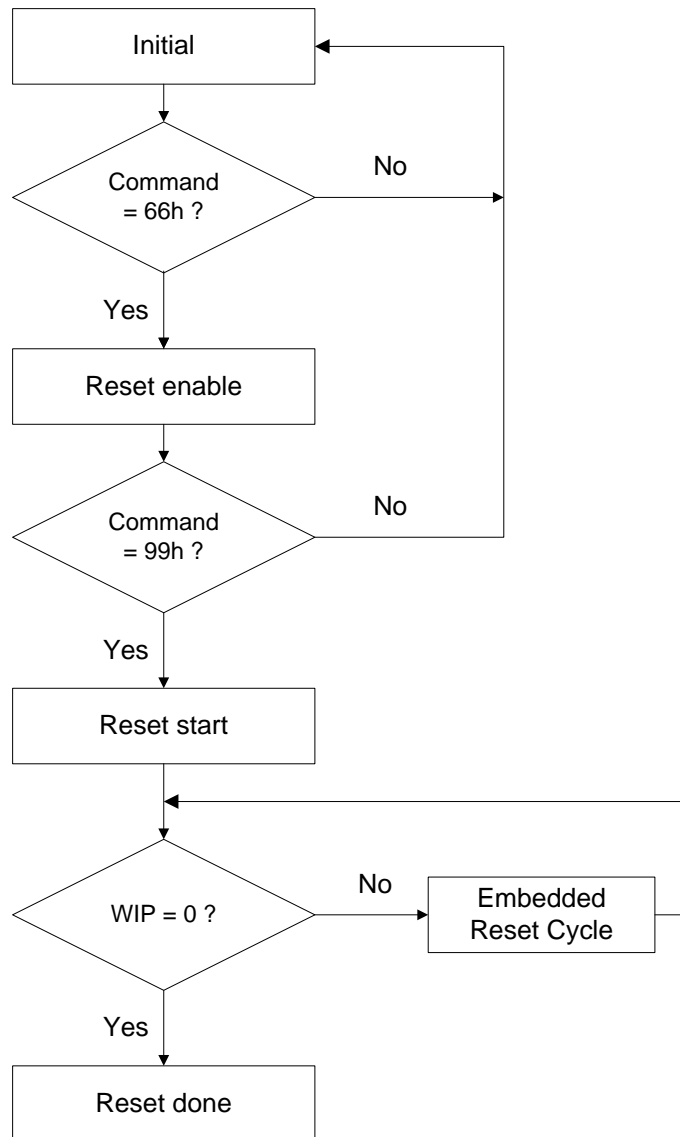 Initial
Command
= 66h ?
No
Yes
Reset enable
Command
= 99h ?
No
Yes
Reset start
WIP = 0 ?
No
Embedded
Reset Cycle
Yes
Reset done